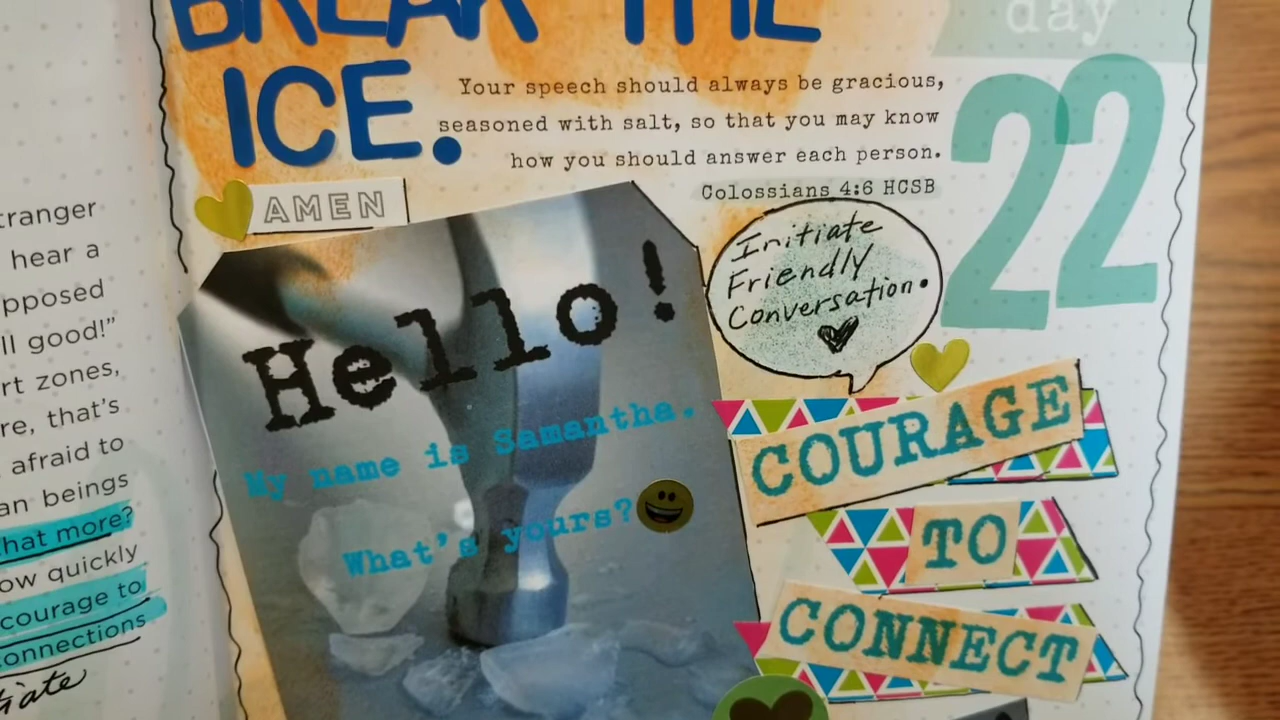 tranger
hear a
pposed
ll good!”
rt zones,
re, that’s
afraid to
an beings
hat more?
ow quickly
courage to
onnections
tiate
BREAK THE
ICE.
day
22
Your speech should always be gracious,
seasoned with salt, so that you may know
how you should answer each person.
Colossians 4:6 HCSB
AMEN
Initiate
Friendly
Conversation.
Hello!
My name is Samantha.
What's yours?
COURAGE
TO
CONNECT